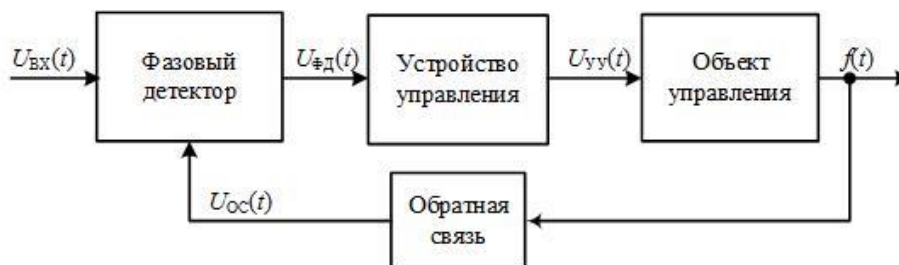 U_ВХ(t)
Фазовый
детектор
U_ФД(t)
Устройство
управления
U_УУ(t)
Объект
управления
f(t)
U_ОС(t)
Обратная
связь